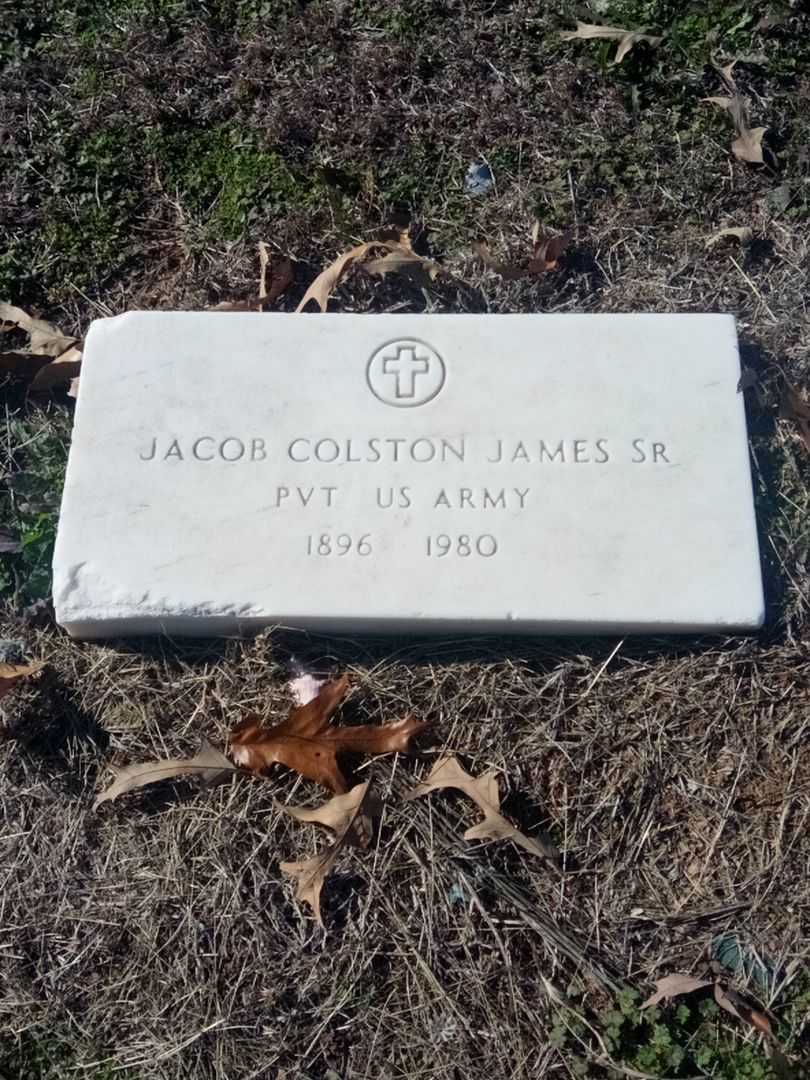 JACOB COLSTON JAMES SR
PVT US ARMY
1896 1980